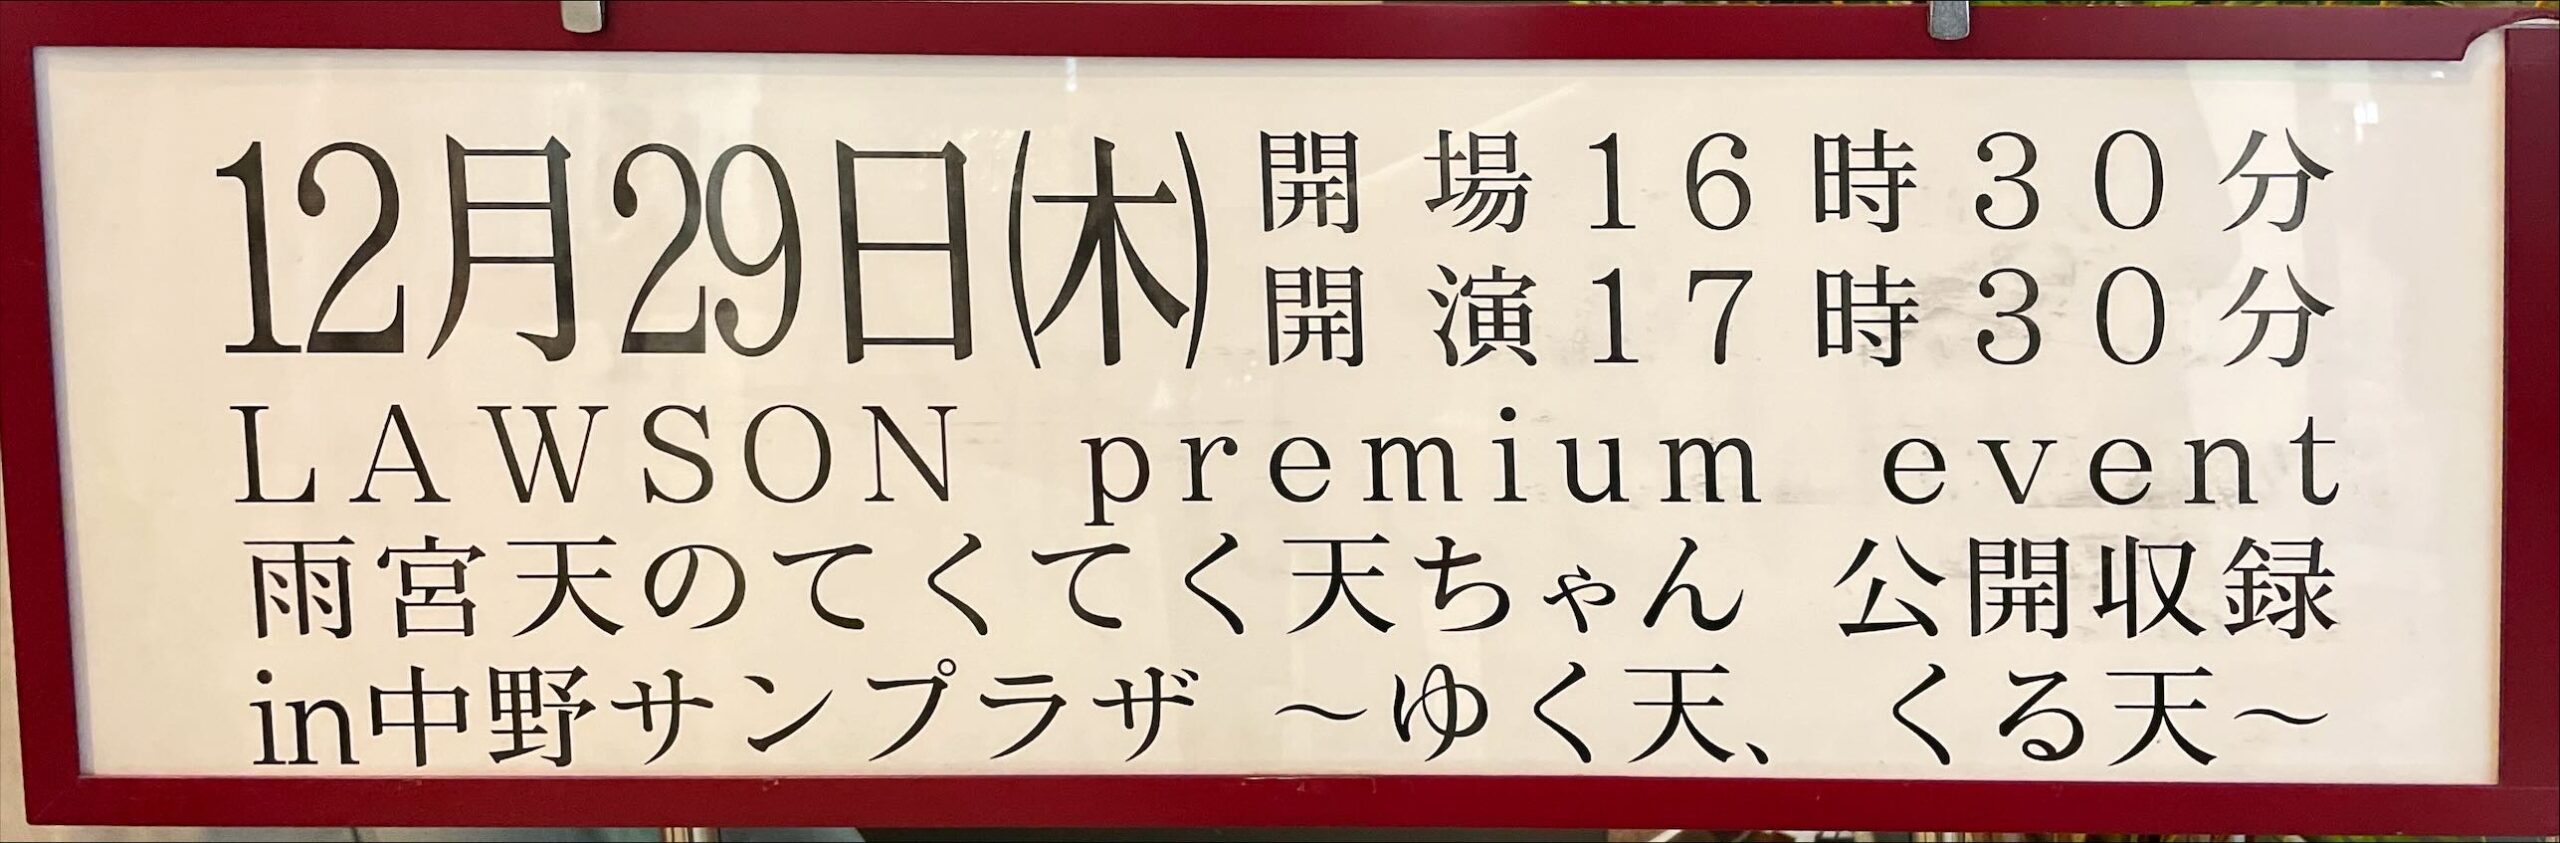 12月29日(木) 開場16時30分
開演17時30分
LAWSON premium event
雨宮天のてくてく天ちゃん 公開収録
in中野サンプラザ ～ゆく天、くる天～